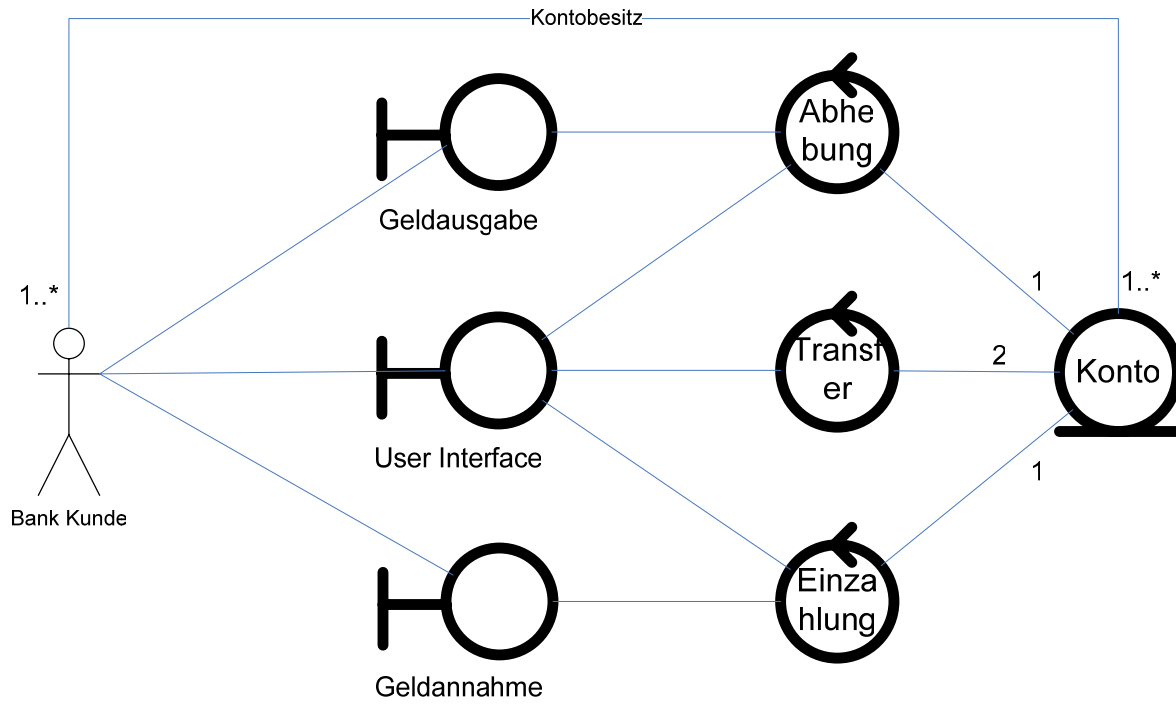 Kontobesitz
Abhe
bung
Geldausgabe
1..*
1
1..*
Transf
er
2
Konto
User Interface
1
Bank Kunde
Einza
hlung
Geldannahme